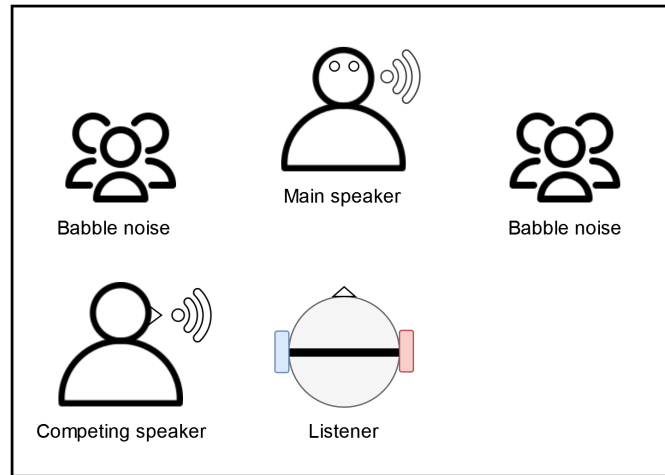 Main speaker
Babble noise
Babble noise
Competing speaker
Listener